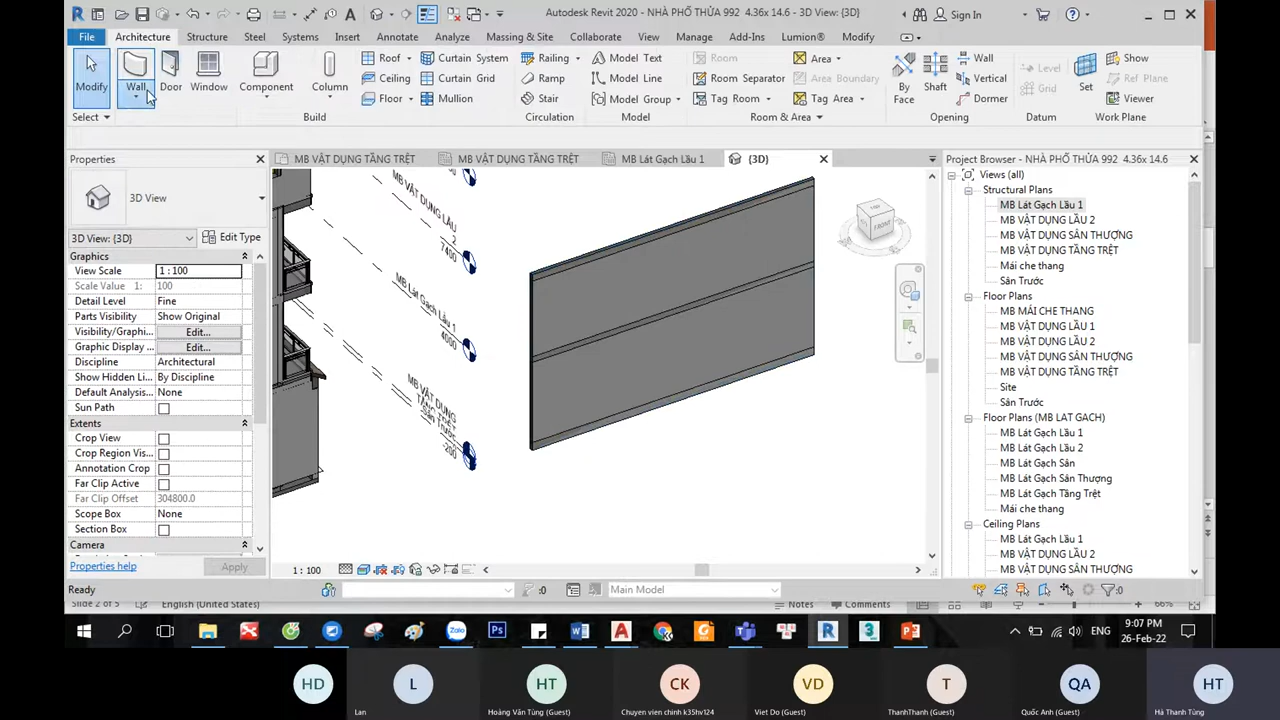 Autodesk Revit 2020 - NHÀ PHỐ THỬA 992 4.36x 14.6 - 3D View: {3D}
Sign In
File Architecture Structure Steel Systems Insert Annotate Analyze Massing & Site Collaborate View Manage Add-Ins Lumion® Modify
Modify Wall Door Window Component Column
Roof Curtain System Railing Model Text Room Area Wall Show
Ceiling Curtain Grid Ramp Model Line Room Separator Area Boundary Vertical Level Ref Plane
Floor Mullion Stair Model Group Tag Room Tag Area By Face Shaft Dormer Grid Set Viewer
Select Build Circulation Model Room & Area Opening Datum Work Plane
Properties
MB VẬT DỤNG TẦNG TRỆT MB VẬT DỤNG TẦNG TRỆT MB Lát Gạch Lầu 1 {3D}
Project Browser - NHÀ PHỐ THỬA 992 4.36x 14.6
3D View
3D View: {3D} Edit Type
Graphics
View Scale 1 : 100
Scale Value 1: 100
Detail Level Fine
Parts Visibility Show Original
Visibility/Graphi... Edit...
Graphic Display ... Edit...
Discipline Architectural
Show Hidden Li... By Discipline
Default Analysis... None
Sun Path
Extents
Crop View
Crop Region Vis...
Annotation Crop
Far Clip Active
Far Clip Offset 304800.0
Scope Box None
Section Box
Camera
Properties help Apply
MB VẬT DỤNG LẦU
2
7400
MB Lát Gạch Lầu 1
4000
MB VẬT DỤNG
Sân Trước
-200
FRONT
Views (all)
Structural Plans
MB Lát Gạch Lầu 1
MB VẬT DỤNG LẦU 2
MB VẬT DỤNG SÂN THƯỢNG
MB VẬT DỤNG TẦNG TRỆT
Mái che thang
Sân Trước
Floor Plans
MB MÁI CHE THANG
MB VẬT DỤNG LẦU 1
MB VẬT DỤNG LẦU 2
MB VẬT DỤNG SÂN THƯỢNG
MB VẬT DỤNG TẦNG TRỆT
Site
Sân Trước
Floor Plans (MB LAT GACH)
MB Lát Gạch Lầu 1
MB Lát Gạch Lầu 2
MB Lát Gạch Sân
MB Lát Gạch Sân Thượng
MB Lát Gạch Tầng Trệt
Mái che thang
Ceiling Plans
MB Lát Gạch Lầu 1
MB VẬT DỤNG LẦU 2
MB VẬT DỤNG SÂN THƯỢNG
1 : 100
Ready :0 Main Model :0
Slide 2 of 5 English (United States) Notes Comments 66%
ENG
9:07 PM
26-Feb-22
HD L HT CK VD T QA HT
Lan Hoàng Văn Tùng (Guest) Chuyen vien chinh k35hv124 Viet Do (Guest) ThanhThanh (Guest) Quốc Anh (Guest) Hà Thanh Tùng